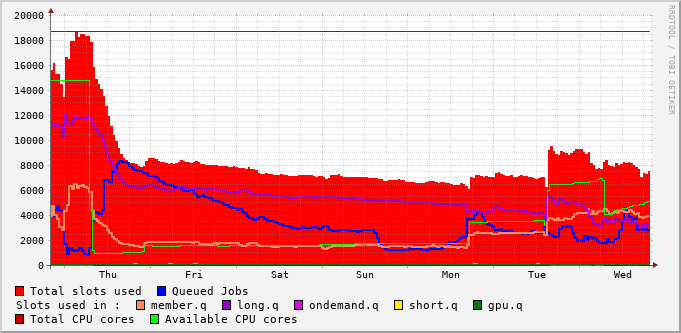 20000
18000
16000
14000
12000
10000
8000
6000
4000
2000
0
Thu Fri Sat Sun Mon Tue Wed
RRDTOOL / TOBI OETIKER
Total slots used Queued Jobs
Slots used in : member.q long.q ondemand.q short.q gpu.q
Total CPU cores Available CPU cores